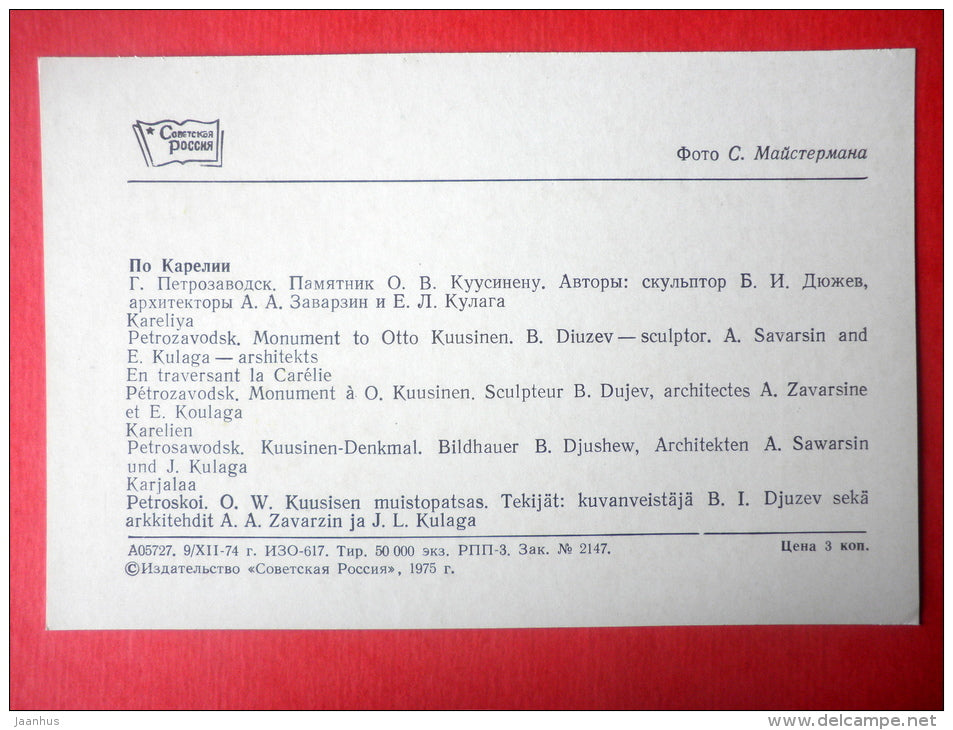 Советская
Россия
Фото С. Майстермана
По Карелии
Г. Петрозаводск. Памятник О. В. Куусинену. Авторы: скульптор Б. И. Дюжев,
архитекторы А. А. Заварзин и Е. Л. Кулага
Kareliya
Petrozavodsk. Monument to Otto Kuusinen. B. Diuzev — sculptor. A. Savarsin and
E. Kulaga — arshitekts
En traversant la Carélie
Pétrozavodsk. Monument à O. Kuusinen. Sculpteur B. Dujev, architectes A. Zavarsine
et E. Koulaga
Karelien
Petrosawodsk. Kuusinen-Denkmal. Bildhauer B. Djushew, Architekten A. Sawarsin
und J. Kulaga
Karjalaa
Petroskoi. O. W. Kuusisen muistopatsas. Tekijät: kuvanveistäjä B. I. Djuzev sekä
arkkitehdit A. A. Zavarzin ja J. L. Kulaga
А05727. 9/XII-74 г. ИЗО-617. Тир. 50 000 экз. РПП-3. Зак. № 2147. Цена 3 коп.
©Издательство «Советская Россия», 1975 г.
jaanhus
www.delcampe.net